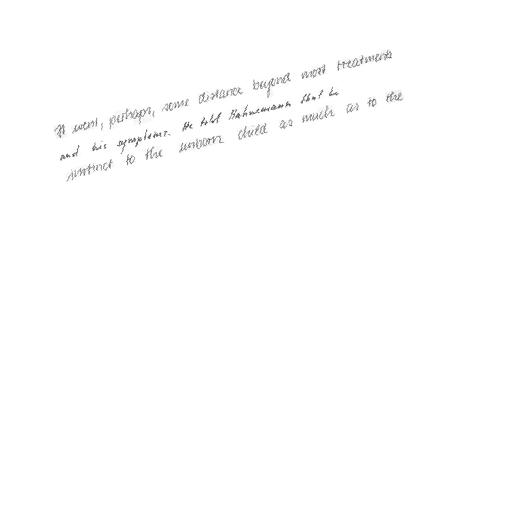 It went, perhaps, some distance beyond most treatments
and his symptoms. He told Hahnemann that he
instinct to the unborn child as much as to the